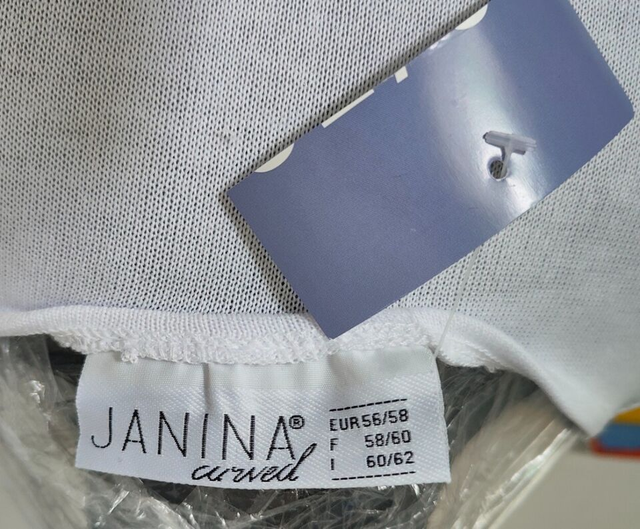 JANINA®
curved
EUR 56/58
F 58/60
I 60/62